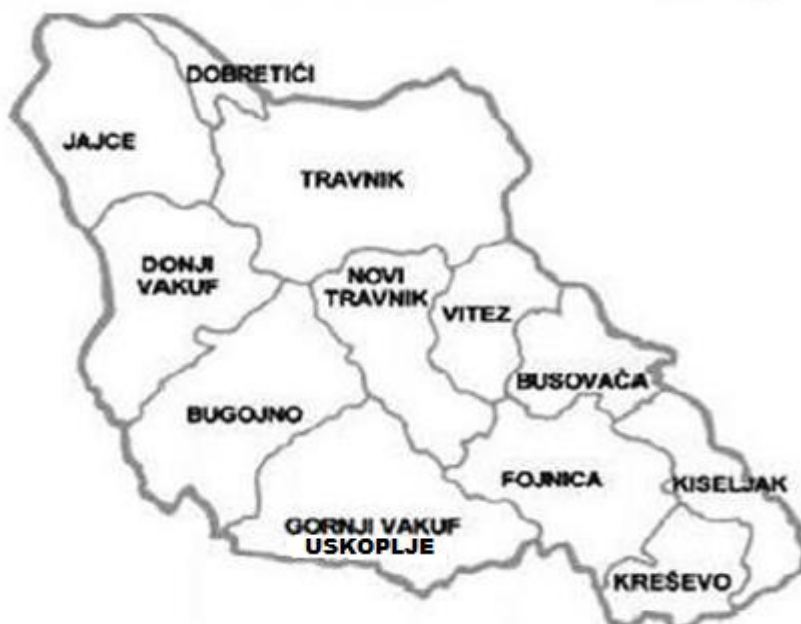 DOBRETIĆI
JAJCE
TRAVNIK
DONJI
VAKUF
NOVI
TRAVNIK
VITEZ
BUSOVAČA
BUGOJNO
FOJNICA
KISELJAK
GORNJI VAKUF
USKOPLJE
KREŠEVO